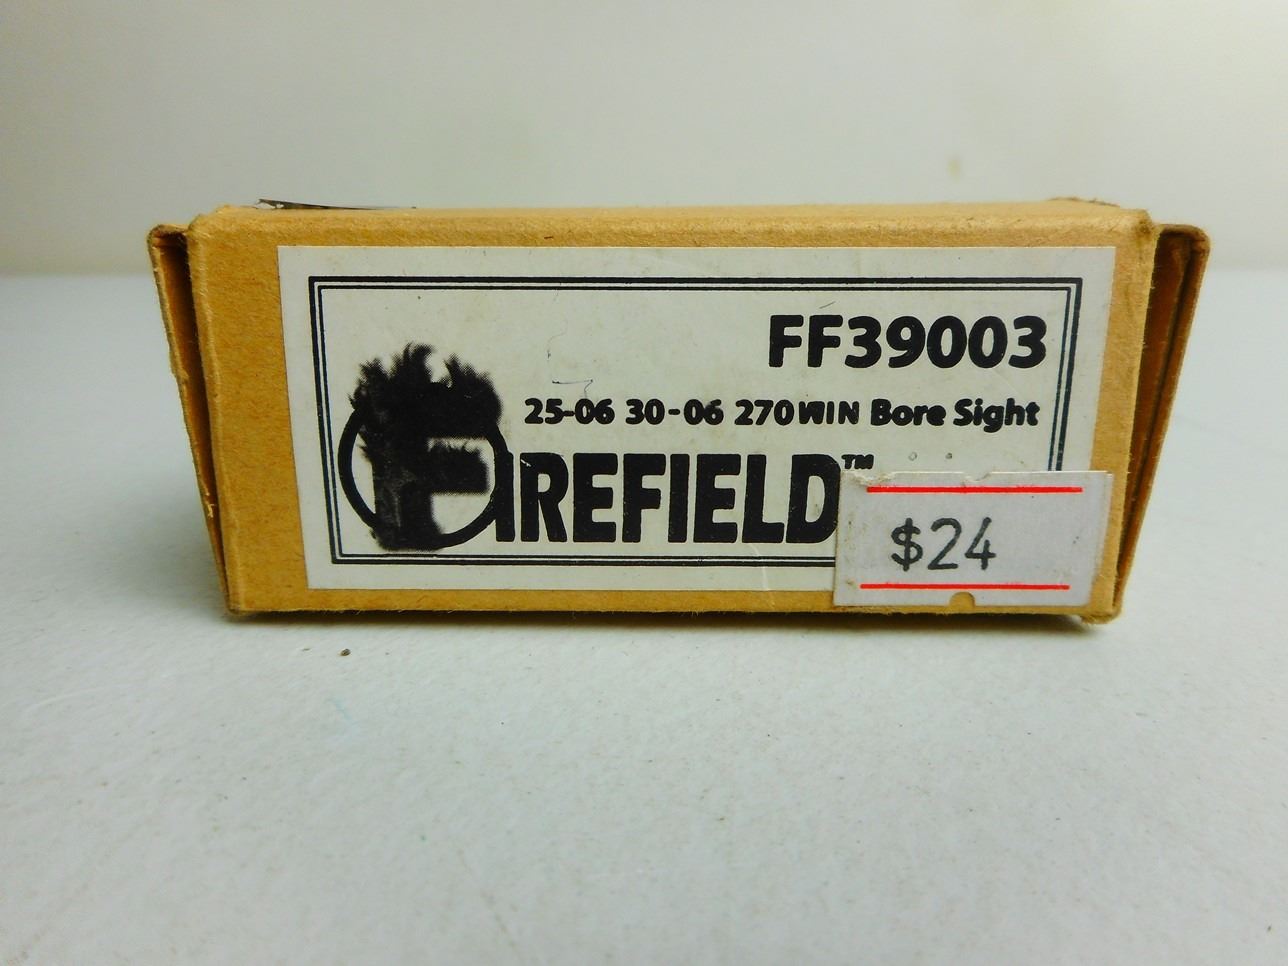 FF39003
25-06 30-06 270WIN Bore Sight
FIREFIELD™
$24